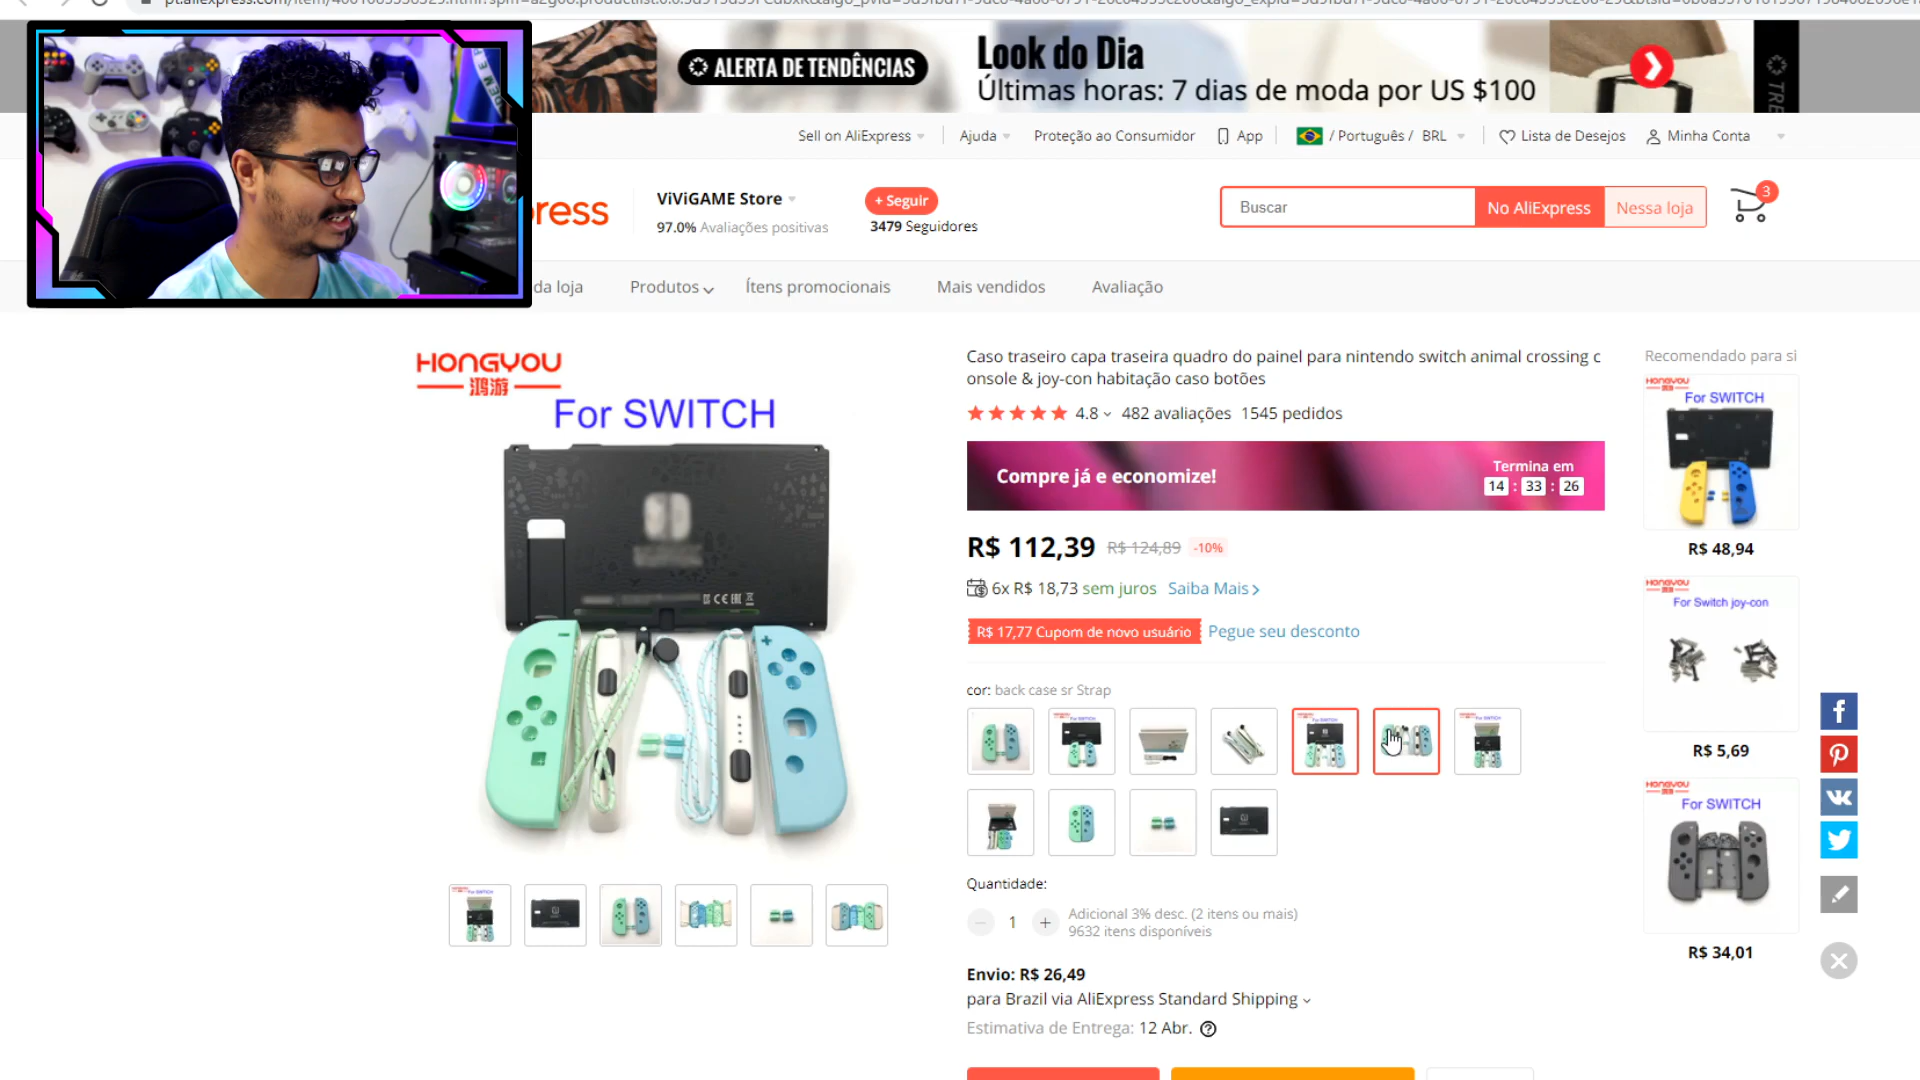 ALERTA DE TENDÊNCIAS
Look do Dia
Últimas horas: 7 dias de moda por US $100
Sell on AliExpress
Ajuda
Proteção ao Consumidor
App
/ Português / BRL
Lista de Desejos
Minha Conta
ress
ViViGAME Store
97.0% Avaliações positivas
+ Seguir
3479 Seguidores
Buscar
No AliExpress
Nessa loja
3
da loja
Produtos
Ítens promocionais
Mais vendidos
Avaliação
HONGYOU
鸿游
For SWITCH
Caso traseiro capa traseira quadro do painel para nintendo switch animal crossing c
onsole & joy-con habitação caso botões
4.8 482 avaliações 1545 pedidos
Compre já e economize!
Termina em
14 : 33 : 26
R$ 112,39 R$ 124,89 -10%
6x R$ 18,73 sem juros Saiba Mais
R$ 17,77 Cupom de novo usuário Pegue seu desconto
cor: back case sr Strap
Quantidade:
1
Adicional 3% desc. (2 itens ou mais)
9632 itens disponíveis
Envio: R$ 26,49
para Brazil via AliExpress Standard Shipping
Estimativa de Entrega: 12 Abr.
Recomendado para si
HONGYOU
For SWITCH
R$ 48,94
HONGYOU
For Switch joy-con
R$ 5,69
HONGYOU
For SWITCH
R$ 34,01